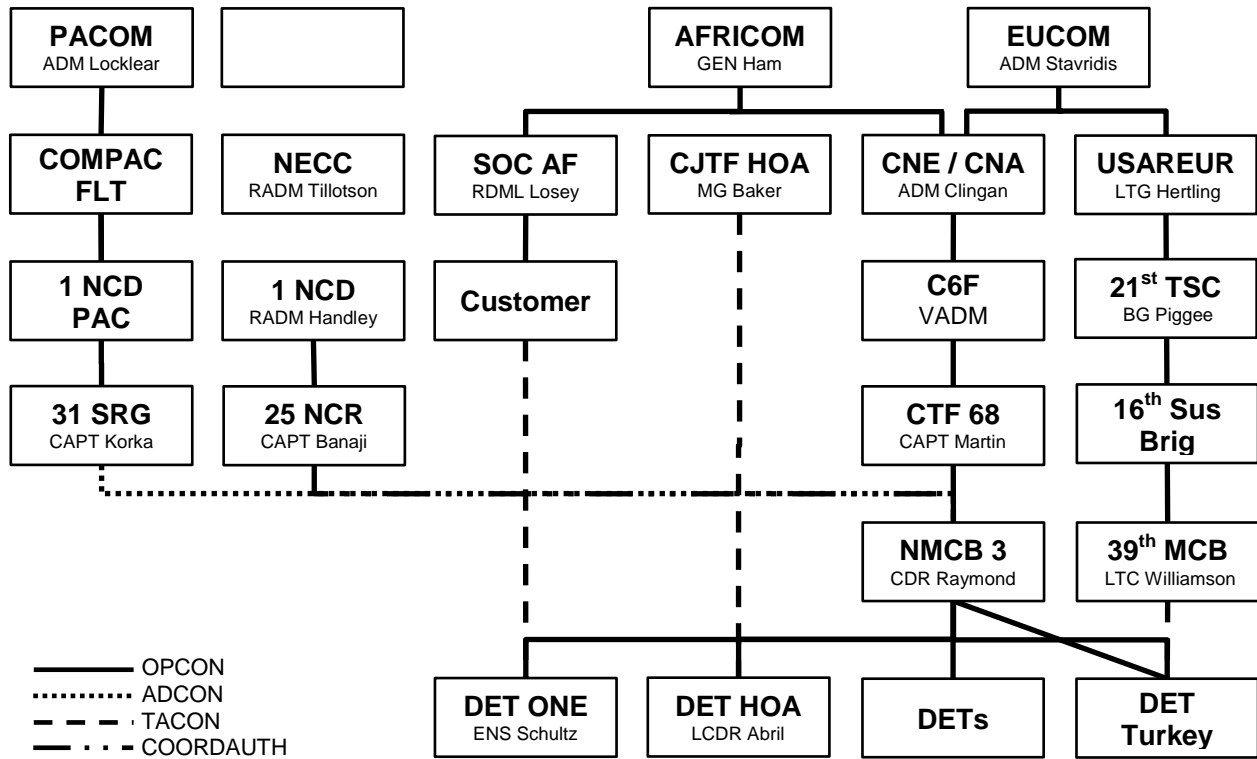 PACOM
ADM Locklear
AFRICOM
GEN Ham
EUCOM
ADM Stavridis
COMPAC
FLT
NECC
RADM Tillotson
SOC AF
RDML Losey
CJTF HOA
MG Baker
CNE / CNA
ADM Clingan
USAREUR
LTG Hertling
1 NCD
PAC
1 NCD
RADM Handley
Customer
C6F
VADM
21st TSC
BG Piggee
31 SRG
CAPT Korka
25 NCR
CAPT Banaji
CTF 68
CAPT Martin
16th Sus
Brig
NMCB 3
CDR Raymond
39th MCB
LTC Williamson
OPCON
ADCON
TACON
COORDAUTH
DET ONE
ENS Schultz
DET HOA
LCDR Abril
DETs
DET
Turkey